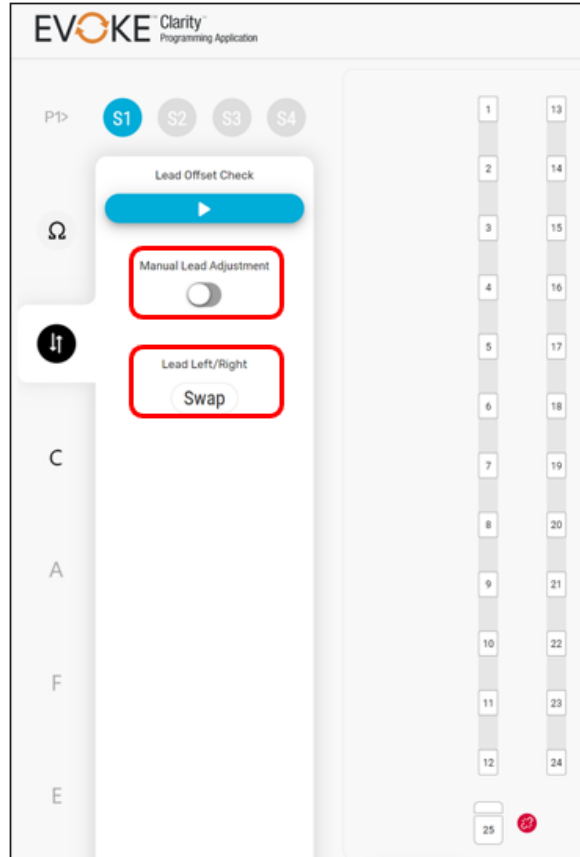 EVOKE™ Clarity™
Programming Application
P1>
S1 S2 S3 S4
Lead Offset Check
Ω
Manual Lead Adjustment
Lead Left/Right
Swap
C
A
F
E
1 13
2 14
3 15
4 16
5 17
6 18
7 19
8 20
9 21
10 22
11 23
12 24
25